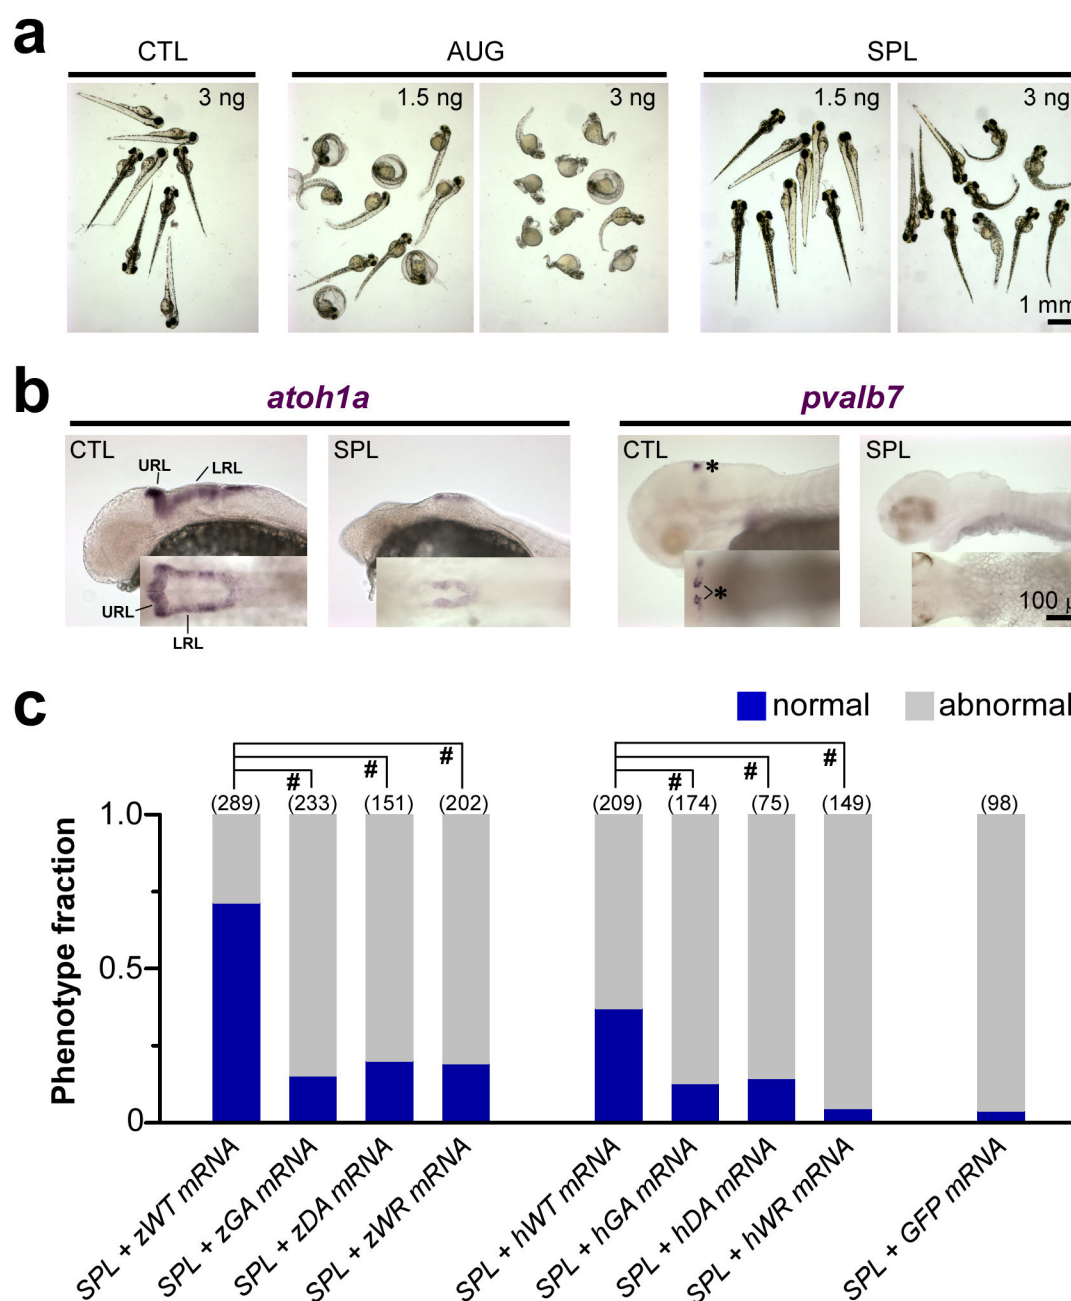 a
CTL AUG SPL
3 ng 1.5 ng 3 ng 1.5 ng 3 ng
1 mm
b
atoh1a pvalb7
CTL SPL CTL SPL
URL LRL *
URL *
LRL
100 μ
c
normal abnormal
# # # # # #
(289) (233) (151) (202) (209) (174) (75) (149) (98)
1.0
0.5
0
Phenotype fraction
SPL + zWT mRNA
SPL + zGA mRNA
SPL + zDA mRNA
SPL + zWR mRNA
SPL + hWT mRNA
SPL + hGA mRNA
SPL + hDA mRNA
SPL + hWR mRNA
SPL + GFP mRNA